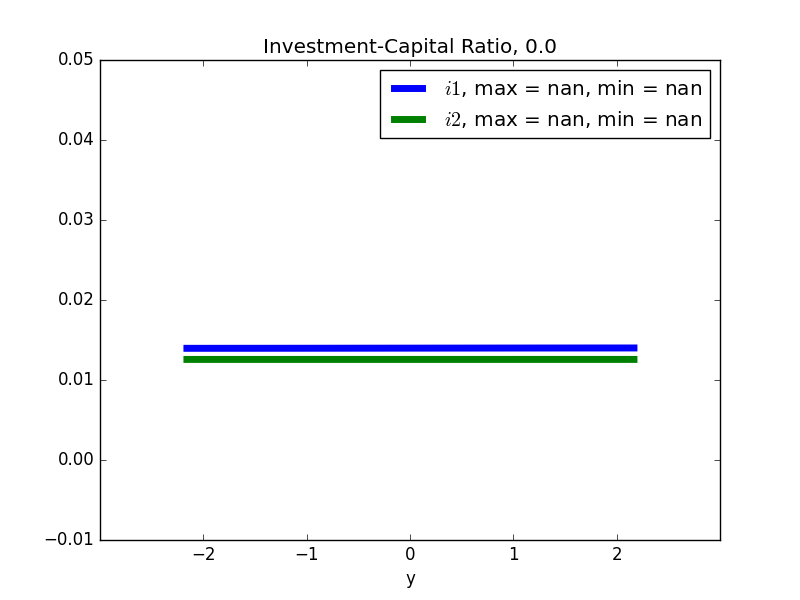 Investment-Capital Ratio, 0.0
i1, max = nan, min = nan
i2, max = nan, min = nan
0.05
0.04
0.03
0.02
0.01
0.00
−0.01
−2 −1 0 1 2
y